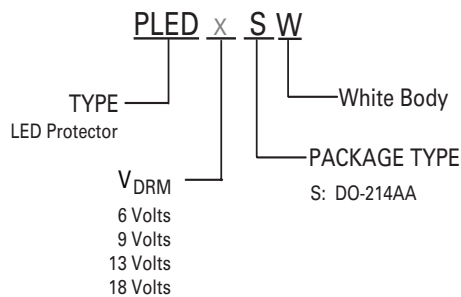 PLED x S W
TYPE
LED Protector
White Body
PACKAGE TYPE
S: DO-214AA
VDRM
6 Volts
9 Volts
13 Volts
18 Volts